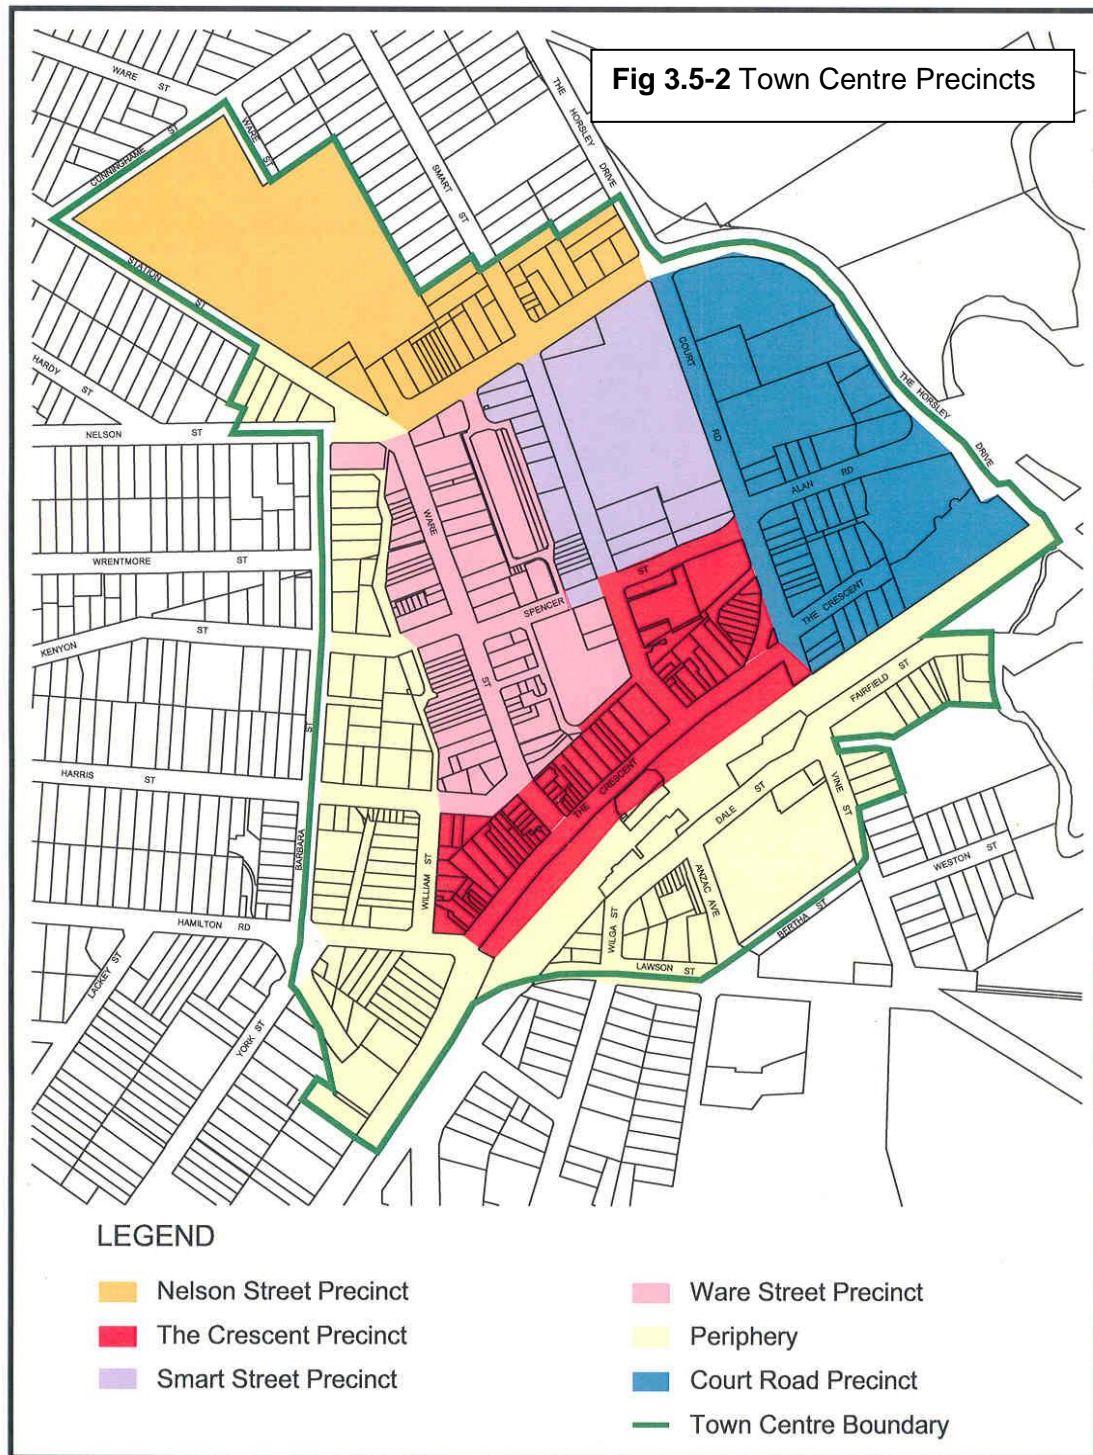 Fig 3.5-2 Town Centre Precincts
WARE ST
CUNNINGHAME ST
WARE ST
SMART ST
THE HORSLEY DRIVE
STATION ST
HARDY ST
NELSON ST
COURT RD
THE HORSLEY DRIVE
ALAN RD
WARE ST
WRENTMORE ST
SPENCER ST
THE CRESCENT
KENYON ST
FAIRFIELD ST
HARRIS ST
THE CRESCENT
DALE ST
VINE ST
BARBARA ST
WILLIAM ST
WESTON ST
ANZAC AVE
HAMILTON RD
WILGA ST
BERTHA ST
LACKEY ST
LAWSON ST
YORK ST
LEGEND
Nelson Street Precinct
The Crescent Precinct
Smart Street Precinct
Ware Street Precinct
Periphery
Court Road Precinct
Town Centre Boundary